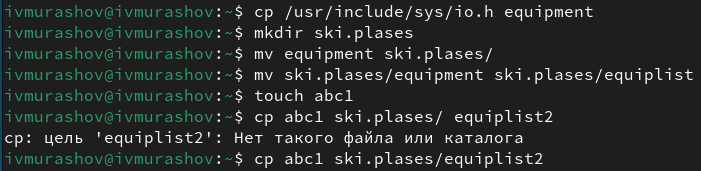 ivmurashov@ivmurashov:~$ cp /usr/include/sys/io.h equipment
ivmurashov@ivmurashov:~$ mkdir ski.plases
ivmurashov@ivmurashov:~$ mv equipment ski.plases/
ivmurashov@ivmurashov:~$ mv ski.plases/equipment ski.plases/equiplist
ivmurashov@ivmurashov:~$ touch abc1
ivmurashov@ivmurashov:~$ cp abc1 ski.plases/ equiplist2
cp: цель 'equiplist2': Нет такого файла или каталога
ivmurashov@ivmurashov:~$ cp abc1 ski.plases/equiplist2